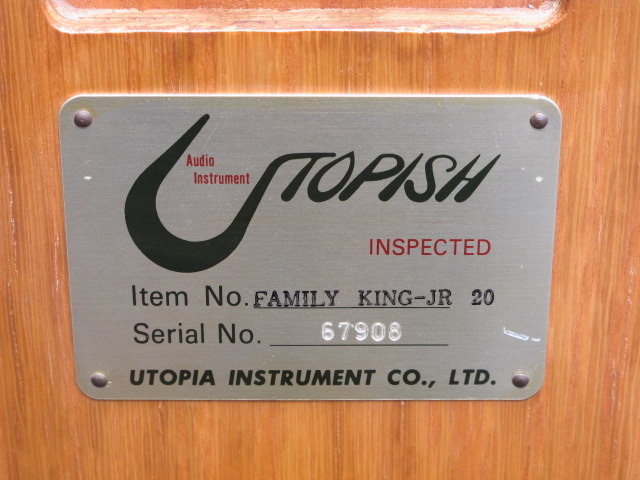 Audio
Instrument
UTOPISH
INSPECTED
Item No. FAMILY KING-JR 20
Serial No. 67908
UTOPIA INSTRUMENT CO., LTD.